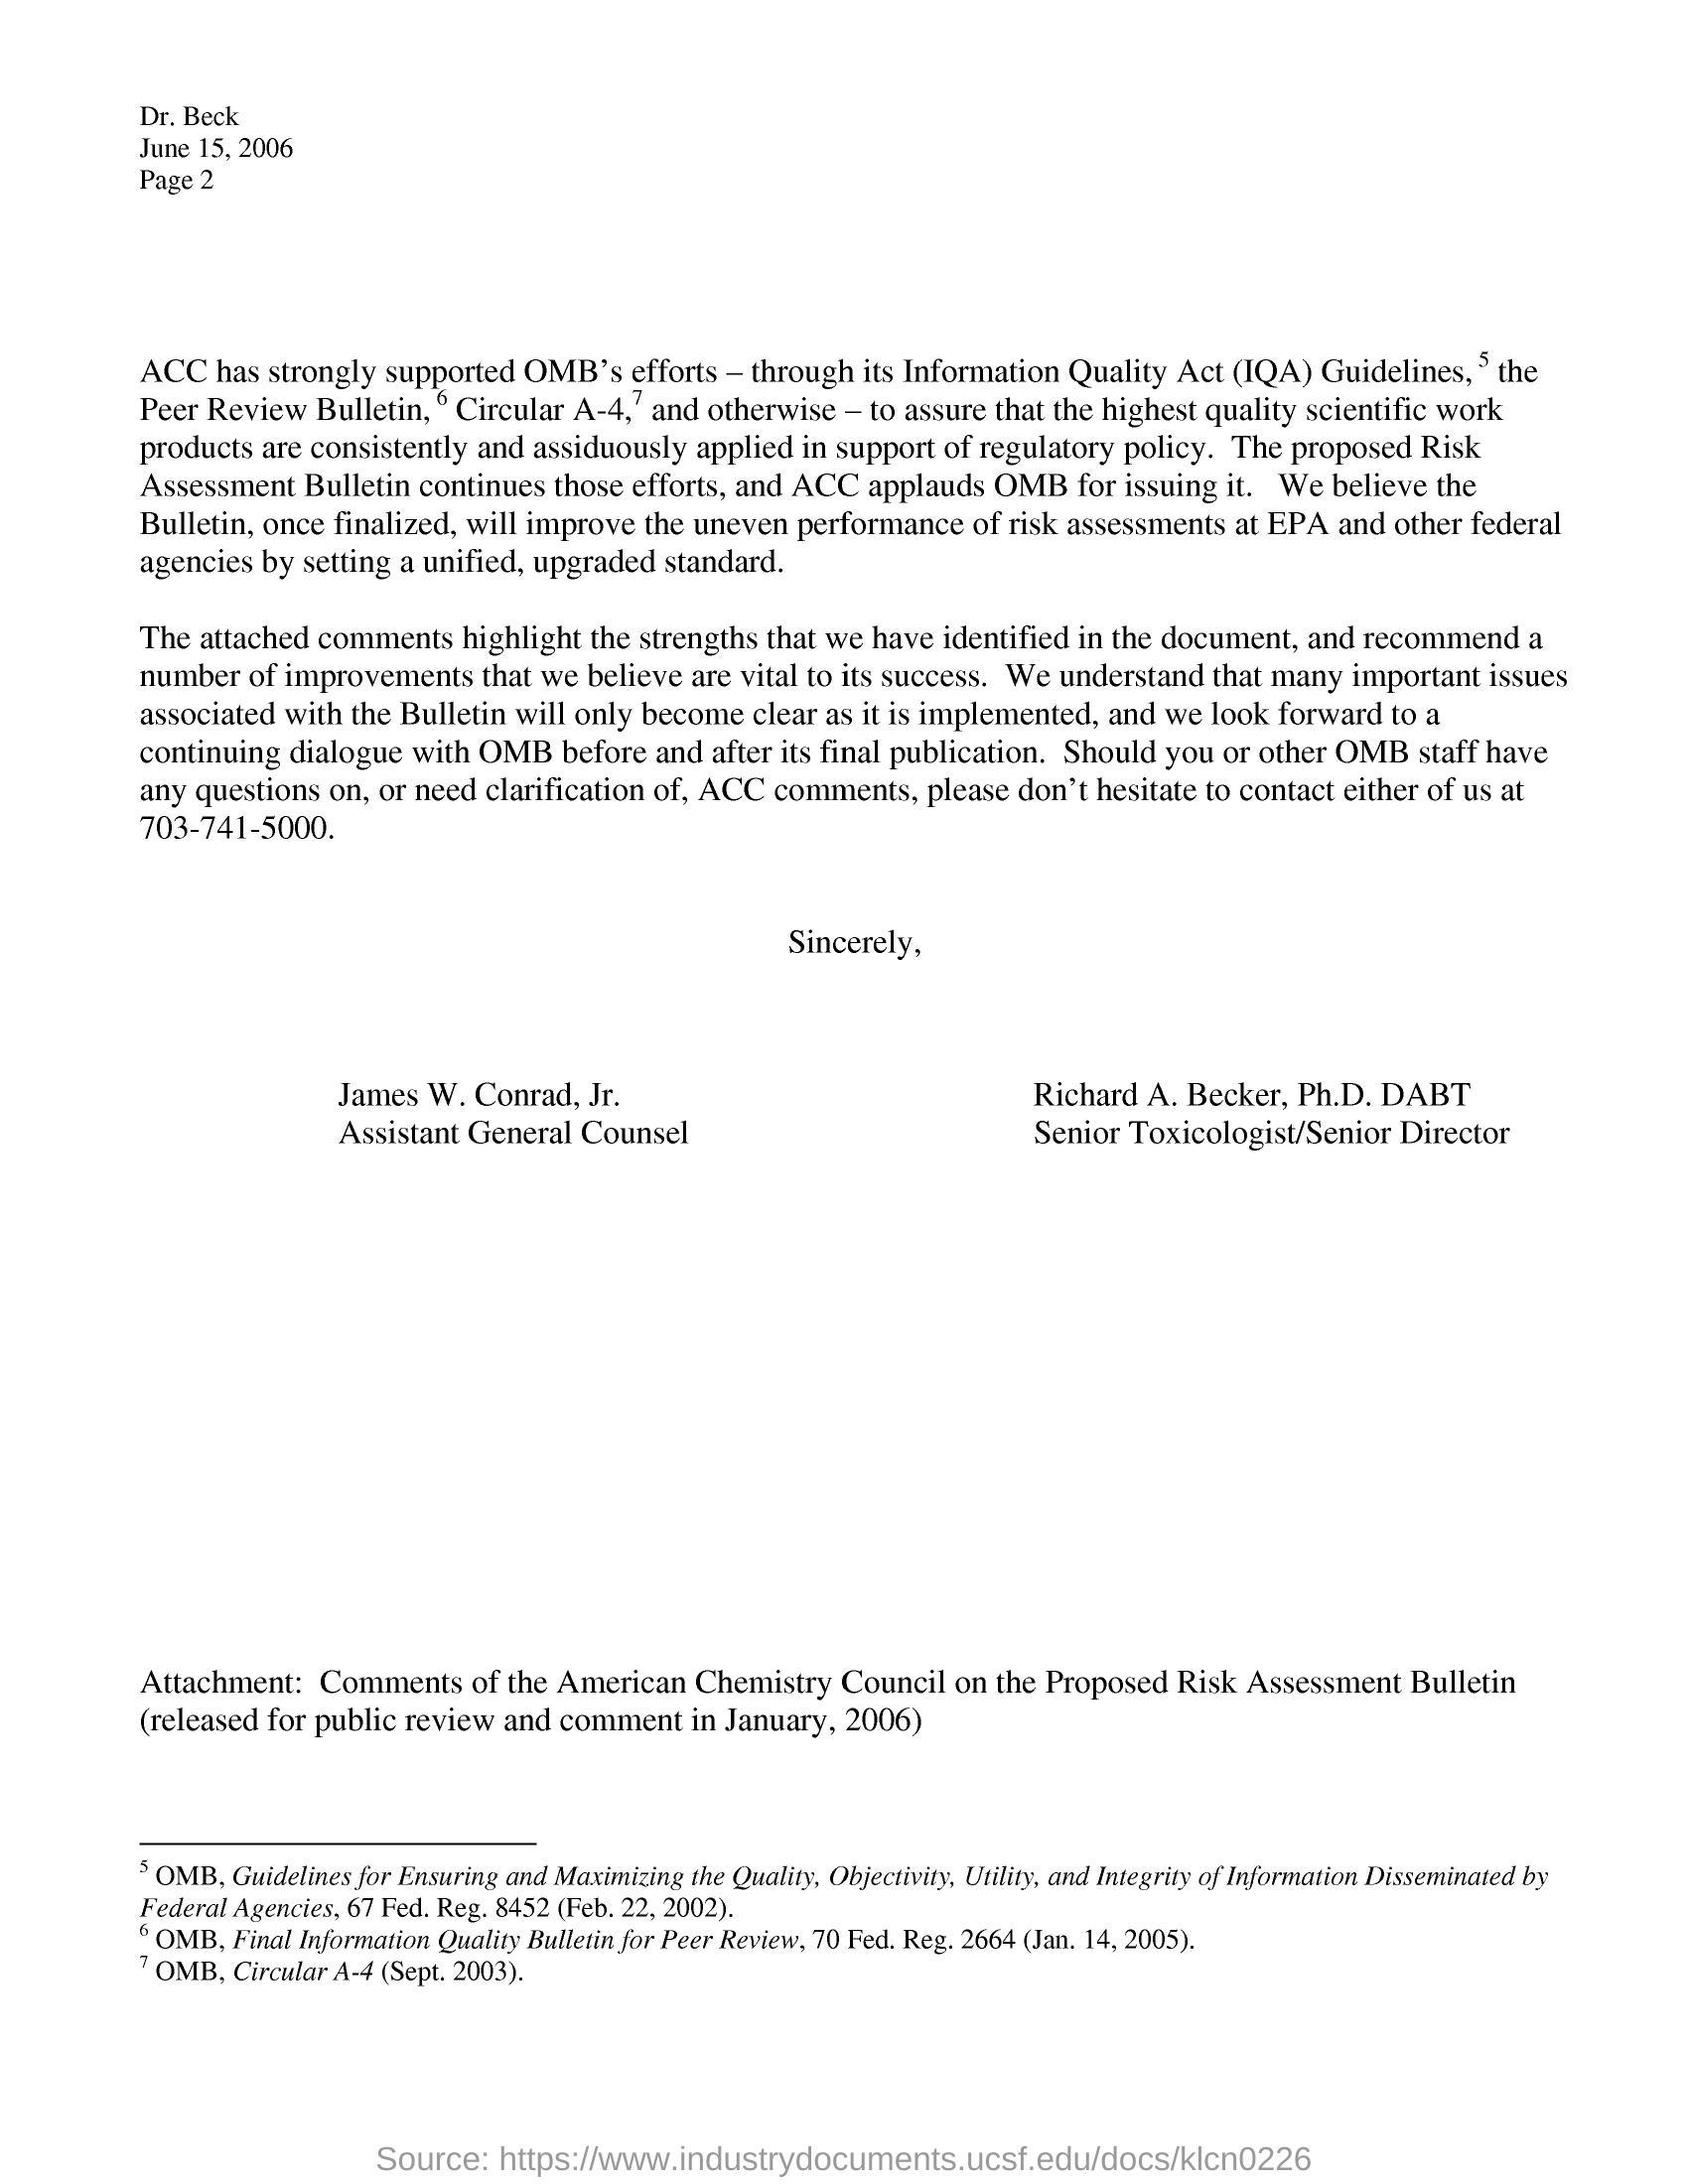 Dr. Beck
June 15, 2006
Page 2
ACC has strongly supported OMB’s efforts – through its Information Quality Act (IQA) Guidelines, 5 the
Peer Review Bulletin, 6 Circular A-4,7 and otherwise – to assure that the highest quality scientific work
products are consistently and assiduously applied in support of regulatory policy. The proposed Risk
Assessment Bulletin continues those efforts, and ACC applauds OMB for issuing it. We believe the
Bulletin, once finalized, will improve the uneven performance of risk assessments at EPA and other federal
agencies by setting a unified, upgraded standard.
The attached comments highlight the strengths that we have identified in the document, and recommend a
number of improvements that we believe are vital to its success. We understand that many important issues
associated with the Bulletin will only become clear as it is implemented, and we look forward to a
continuing dialogue with OMB before and after its final publication. Should you or other OMB staff have
any questions on, or need clarification of, ACC comments, please don’t hesitate to contact either of us at
703-741-5000.
Sincerely,
James W. Conrad, Jr.
Assistant General Counsel
Richard A. Becker, Ph.D. DABT
Senior Toxicologist/Senior Director
Attachment: Comments of the American Chemistry Council on the Proposed Risk Assessment Bulletin
(released for public review and comment in January, 2006)
5 OMB, Guidelines for Ensuring and Maximizing the Quality, Objectivity, Utility, and Integrity of Information Disseminated by
Federal Agencies, 67 Fed. Reg. 8452 (Feb. 22, 2002).
6 OMB, Final Information Quality Bulletin for Peer Review, 70 Fed. Reg. 2664 (Jan. 14, 2005).
7 OMB, Circular A-4 (Sept. 2003).
Source: https://www.industrydocuments.ucsf.edu/docs/klcn0226